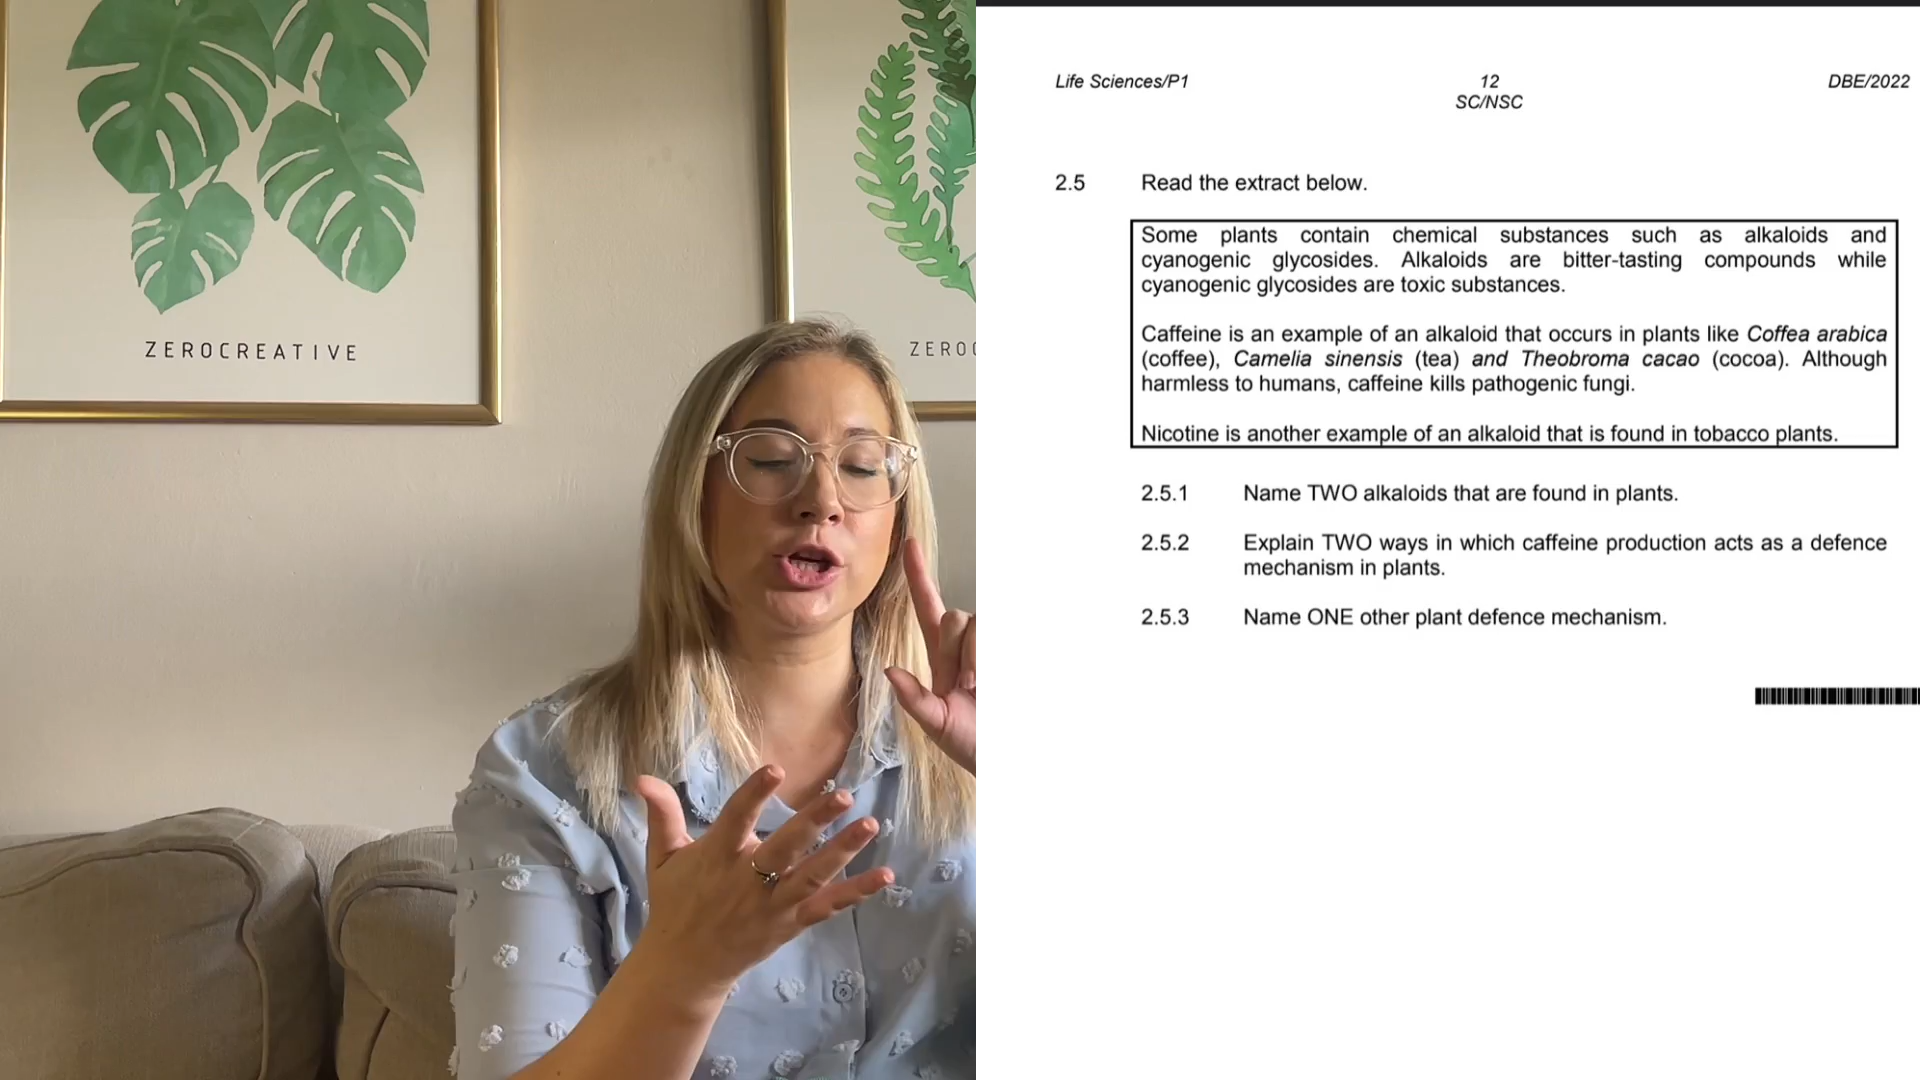 ZEROCREATIVE
ZEROC
Life Sciences/P1
12
SC/NSC
DBE/2022
2.5 Read the extract below.
Some plants contain chemical substances such as alkaloids and
cyanogenic glycosides. Alkaloids are bitter-tasting compounds while
cyanogenic glycosides are toxic substances.
Caffeine is an example of an alkaloid that occurs in plants like Coffea arabica
(coffee), Camelia sinensis (tea) and Theobroma cacao (cocoa). Although
harmless to humans, caffeine kills pathogenic fungi.
Nicotine is another example of an alkaloid that is found in tobacco plants.
2.5.1 Name TWO alkaloids that are found in plants.
2.5.2 Explain TWO ways in which caffeine production acts as a defence
mechanism in plants.
2.5.3 Name ONE other plant defence mechanism.